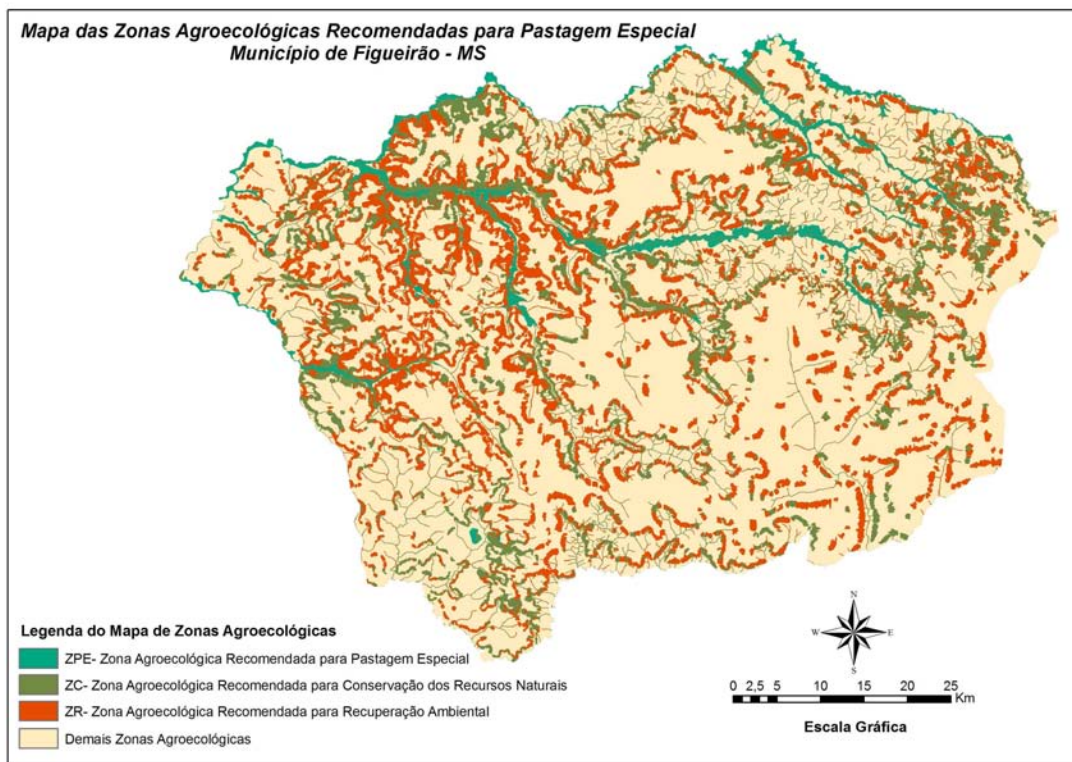 Mapa das Zonas Agroecológicas Recomendadas para Pastagem Especial
Município de Figueirão - MS
N
W E
S
Legenda do Mapa de Zonas Agroecológicas
ZPE- Zona Agroecológica Recomendada para Pastagem Especial
ZC- Zona Agroecológica Recomendada para Conservação dos Recursos Naturais
ZR- Zona Agroecológica Recomendada para Recuperação Ambiental
Demais Zonas Agroecológicas
0 2,5 5 10 15 20 25
Km
Escala Gráfica